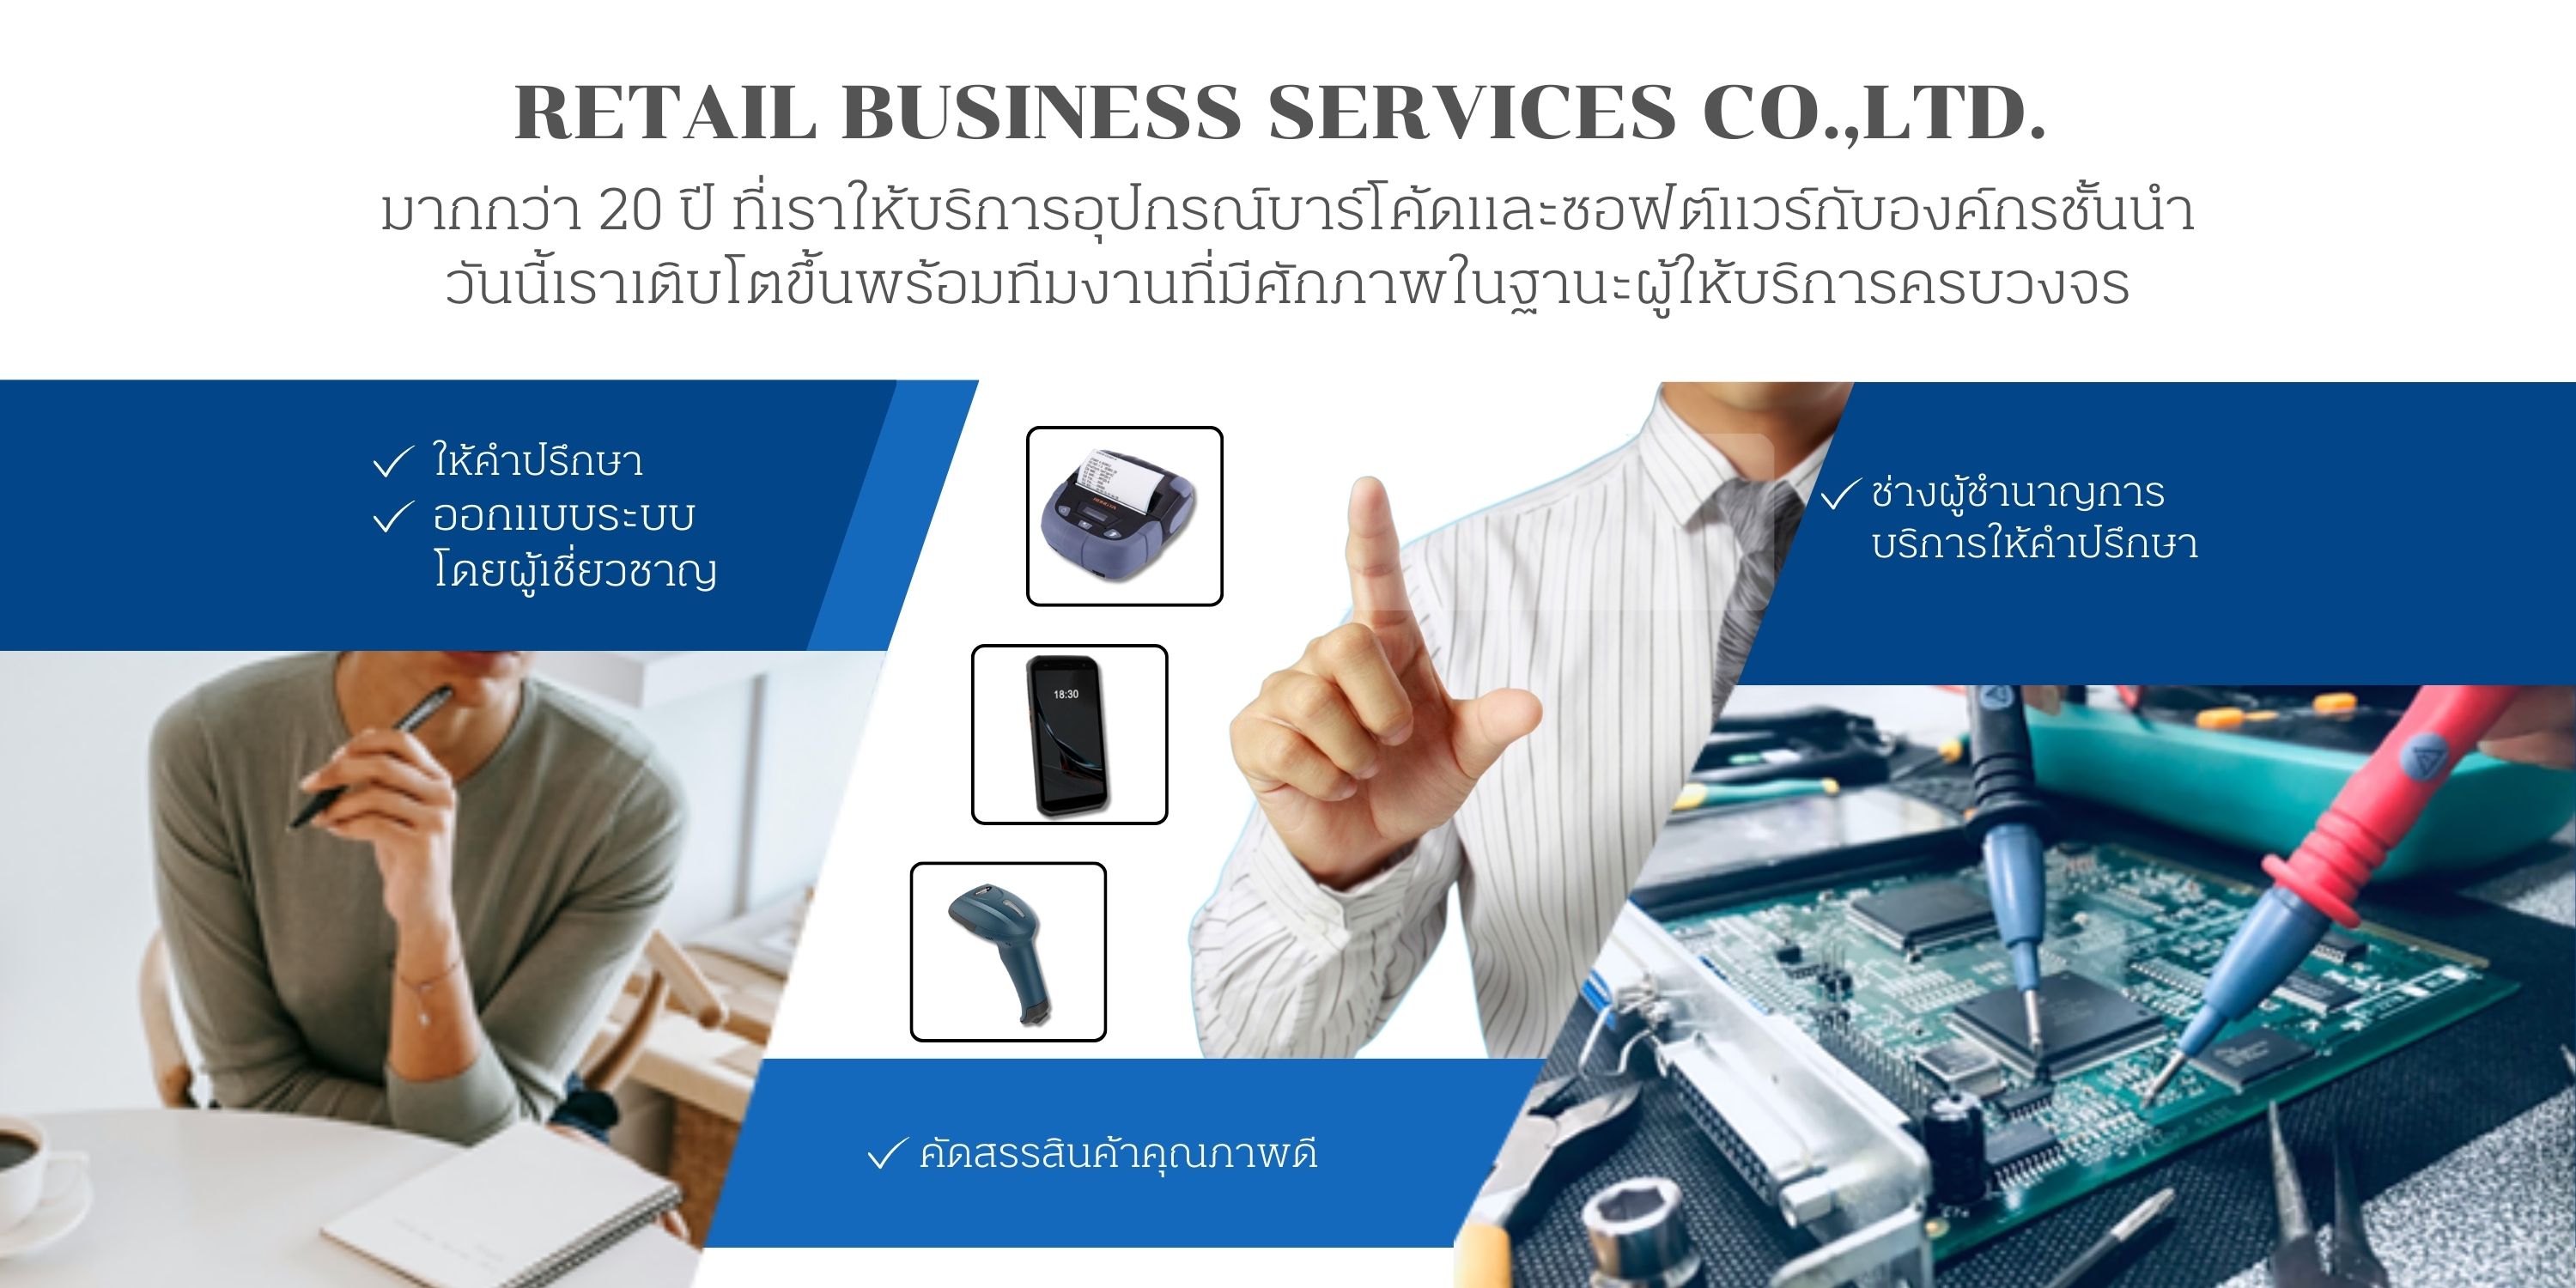 RETAIL BUSINESS SERVICES CO.,LTD.
มากกว่า 20 ปี ที่เราให้บริการอุปกรณ์บาร์โค้ดและซอฟต์แวร์กับองค์กรชั้นนำ
วันนี้เราเติบโตขึ้นพร้อมทีมงานที่มีศักภาพในฐานะผู้ให้บริการครบวงจร
ให้คำปรึกษา
ออกแบบระบบ
โดยผู้เชี่ยวชาญ
18:30
ช่างผู้ชำนาญการ
บริการให้คำปรึกษา
คัดสรรสินค้าคุณภาพดี